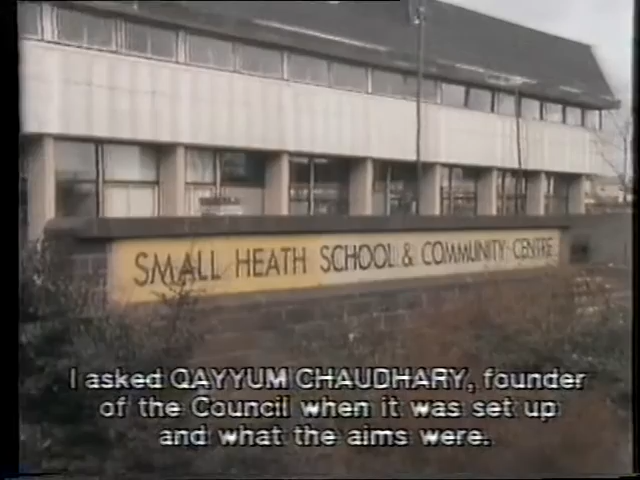 SMALL HEATH SCHOOL & COMMUNITY CENTRE
I asked QAYYUM CHAUDHARY, founder
of the Council when it was set up
and what the aims were.